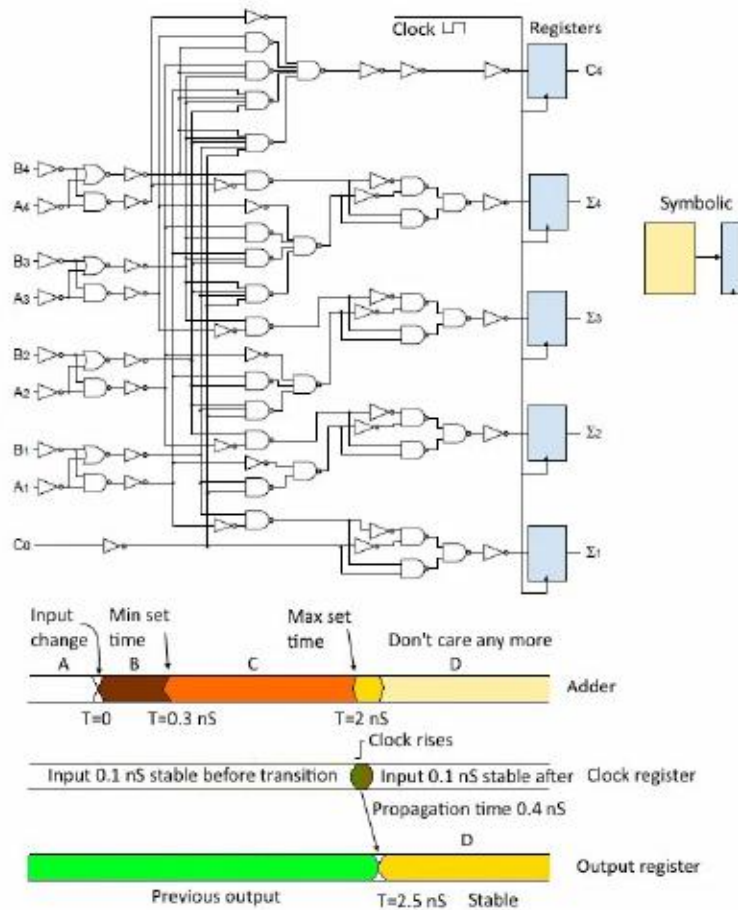 Clock
Registers
C4
B4
A4
Σ4
Symbolic
B3
A3
Σ3
B2
A2
Σ2
B1
A1
C0
Σ1
Input change
Min set time
Max set time
Don't care any more
A
B
C
D
Adder
T=0
T=0.3 nS
T=2 nS
Clock rises
Input 0.1 nS stable before transition
Input 0.1 nS stable after
Clock register
Propagation time 0.4 nS
D
Output register
Previous output
T=2.5 nS
Stable